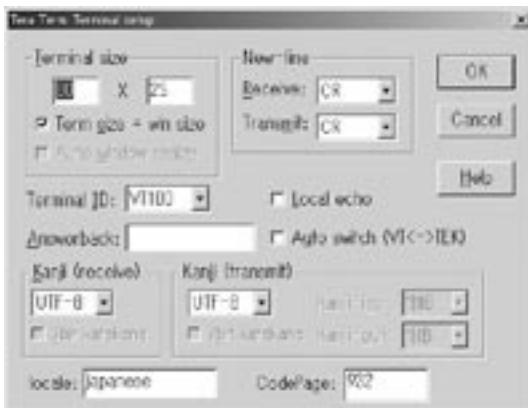 Tera Term: Terminal setup
Terminal size
X 25
Term size = win size
Auto window resize
New-line
Receive: CR
Transmit: CR
OK
Cancel
Help
Terminal ID: VT100
Local echo
Answerback:
Auto switch (VT<->TEK)
Kanji (receive)
UTF-8
Kanji (transmit)
UTF-8
locale: japanese
CodePage: 932